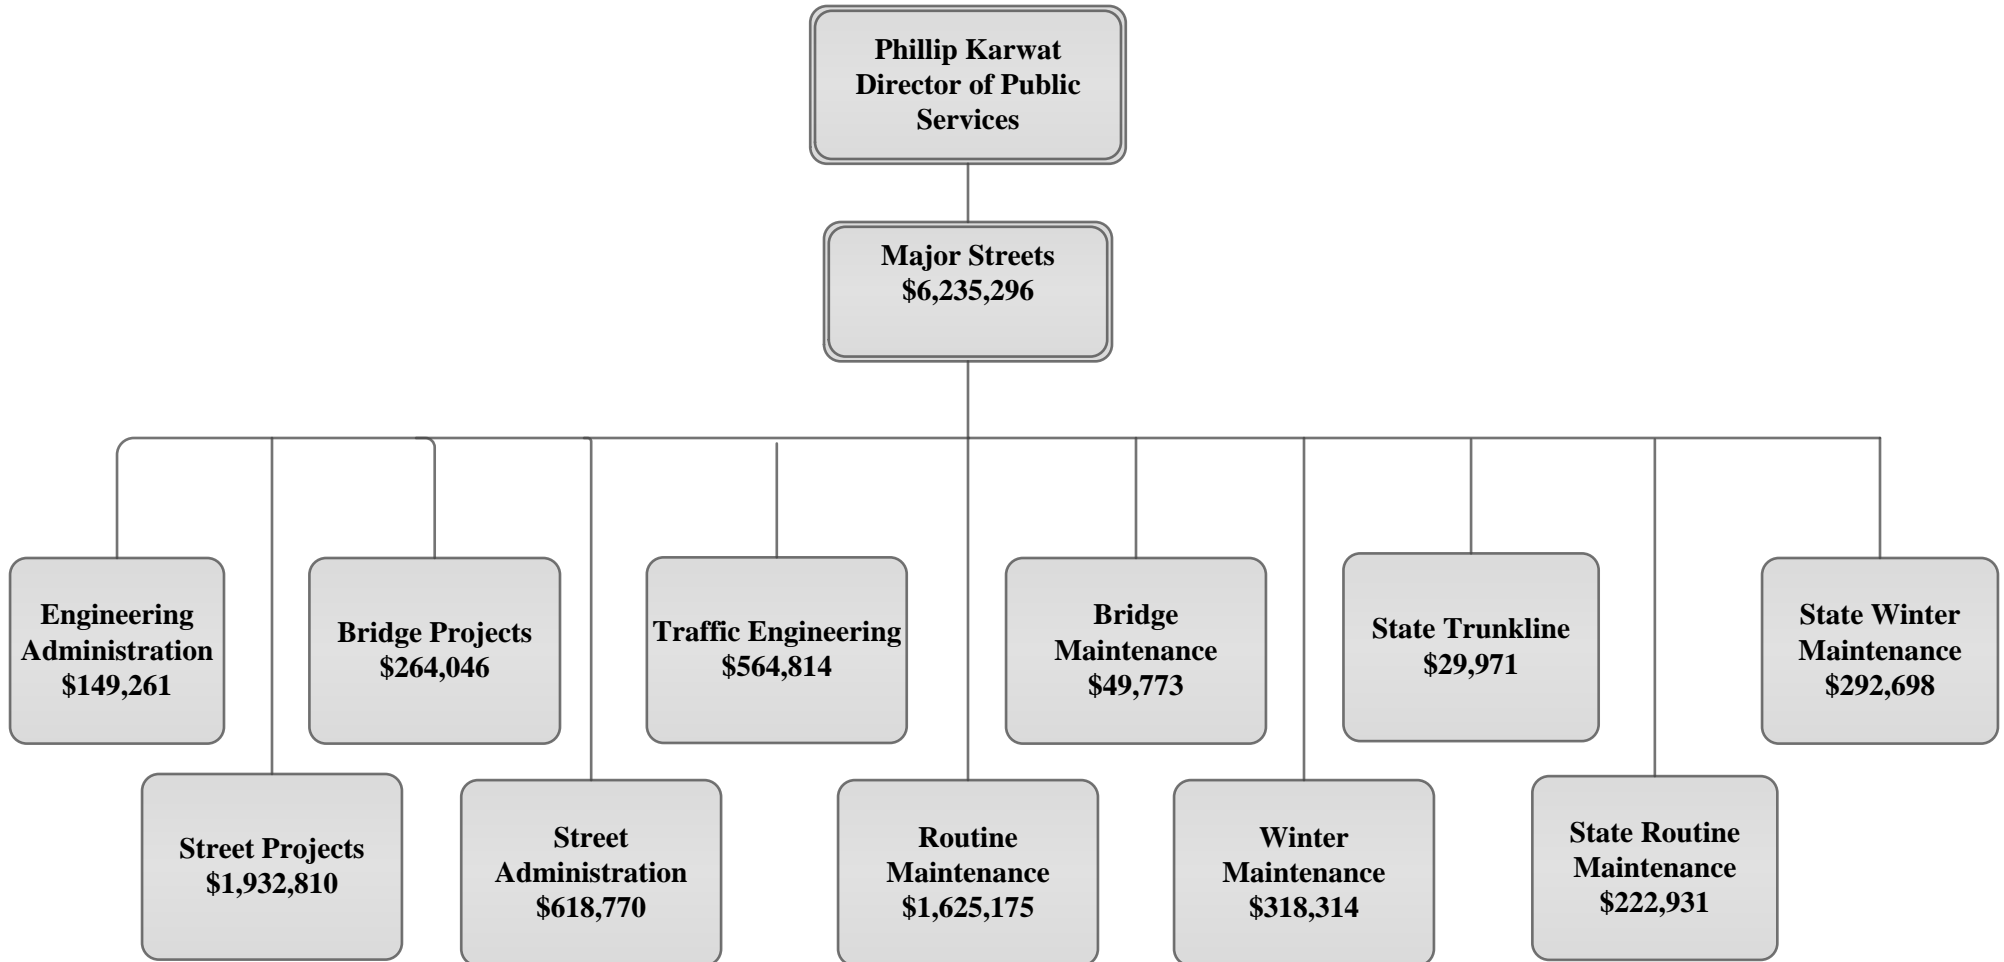 Phillip Karwat
Director of Public
Services
Major Streets
$6,235,296
Engineering
Administration
$149,261
Bridge Projects
$264,046
Traffic Engineering
$564,814
Bridge
Maintenance
$49,773
State Trunkline
$29,971
State Winter
Maintenance
$292,698
Street Projects
$1,932,810
Street
Administration
$618,770
Routine
Maintenance
$1,625,175
Winter
Maintenance
$318,314
State Routine
Maintenance
$222,931